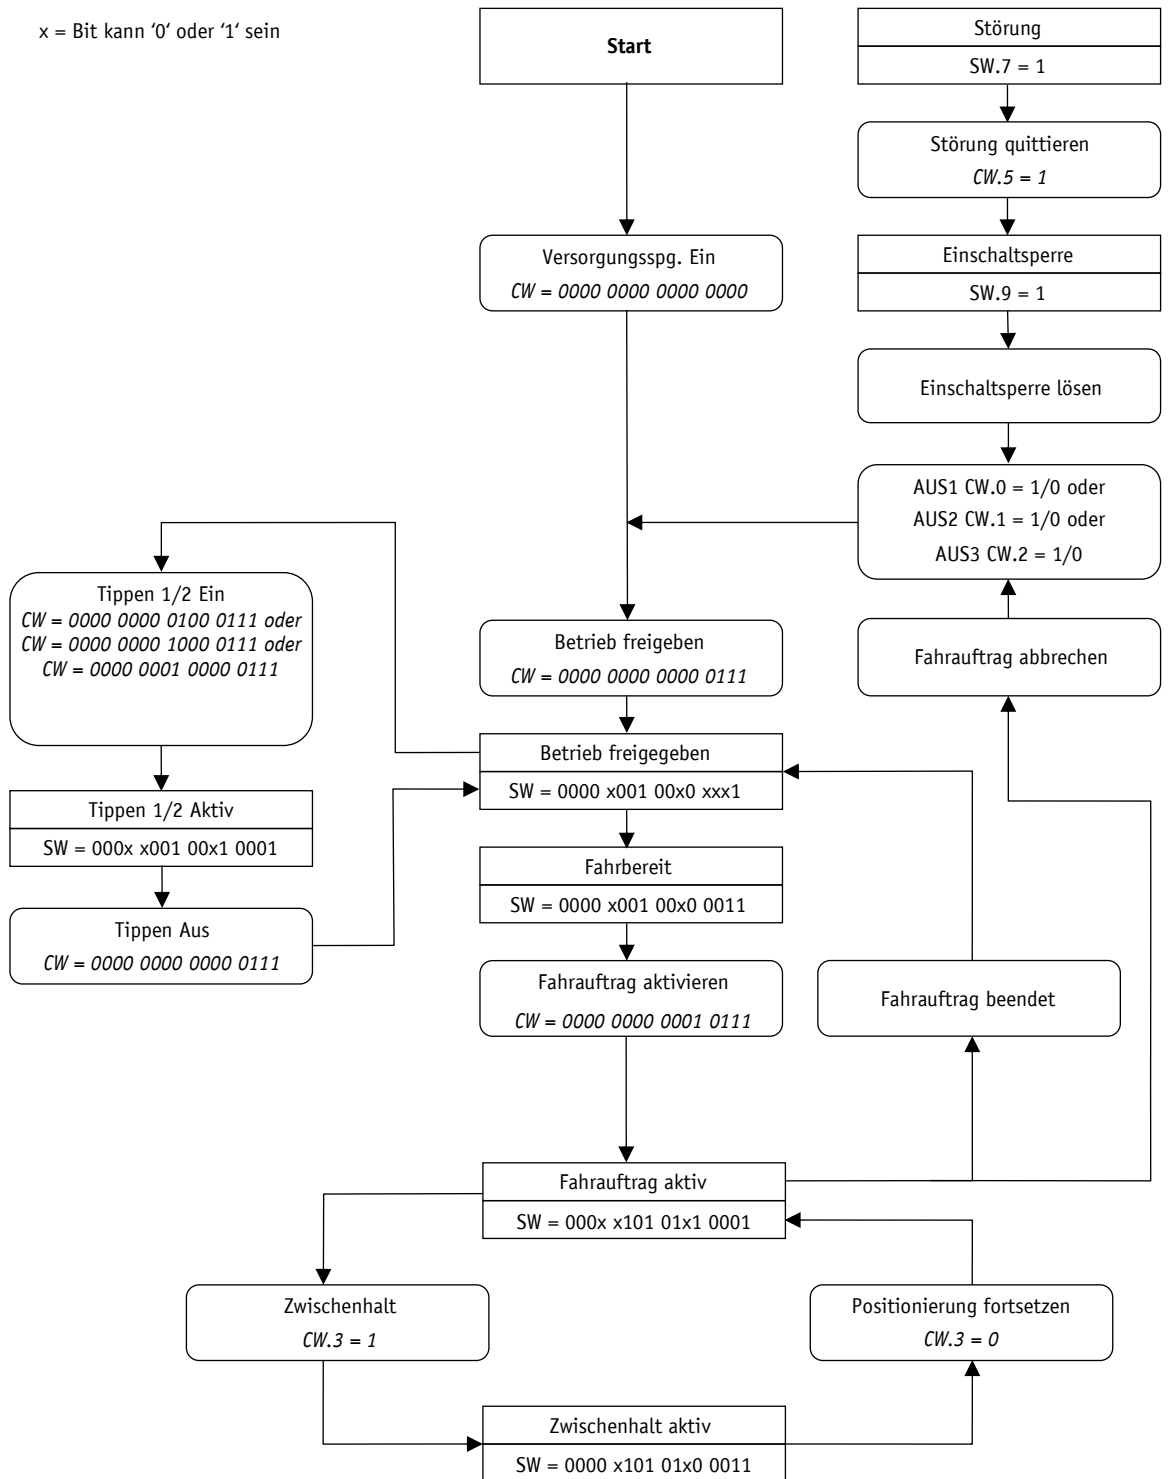 x = Bit kann ‘0‘ oder ‘1‘ sein
Start
Störung
SW.7 = 1
Störung quittieren
CW.5 = 1
Versorgungsspg. Ein
CW = 0000 0000 0000 0000
Einschaltsperre
SW.9 = 1
Einschaltsperre lösen
AUS1 CW.0 = 1/0 oder
AUS2 CW.1 = 1/0 oder
AUS3 CW.2 = 1/0
Tippen 1/2 Ein
CW = 0000 0000 0100 0111 oder
CW = 0000 0000 1000 0111 oder
CW = 0000 0001 0000 0111
Betrieb freigeben
CW = 0000 0000 0000 0111
Fahrauftrag abbrechen
Betrieb freigegeben
SW = 0000 x001 00x0 xxx1
Tippen 1/2 Aktiv
SW = 000x x001 00x1 0001
Fahrbereit
SW = 0000 x001 00x0 0011
Tippen Aus
CW = 0000 0000 0000 0111
Fahrauftrag aktivieren
CW = 0000 0000 0001 0111
Fahrauftrag beendet
Fahrauftrag aktiv
SW = 000x x101 01x1 0001
Zwischenhalt
CW.3 = 1
Positionierung fortsetzen
CW.3 = 0
Zwischenhalt aktiv
SW = 0000 x101 01x0 0011